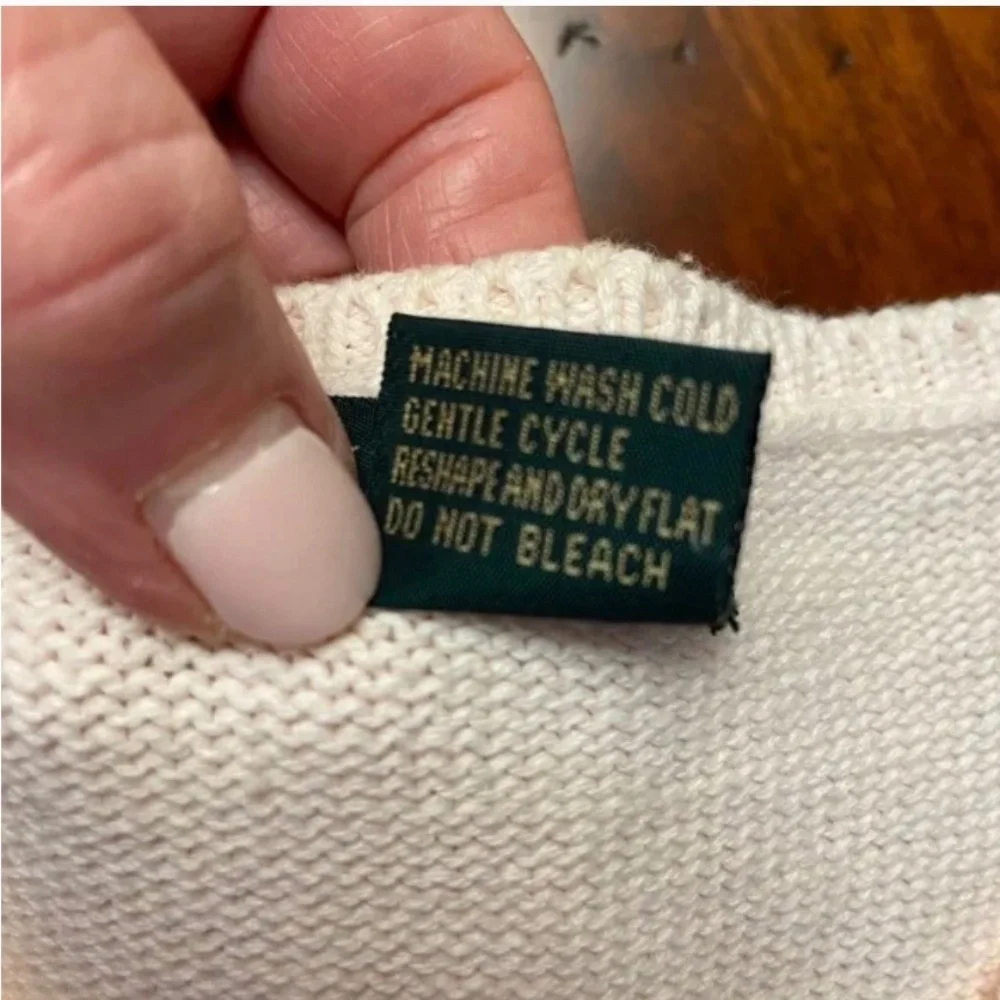 MACHINE WASH COLD
GENTLE CYCLE
RESHAPE AND DRY FLAT
DO NOT BLEACH